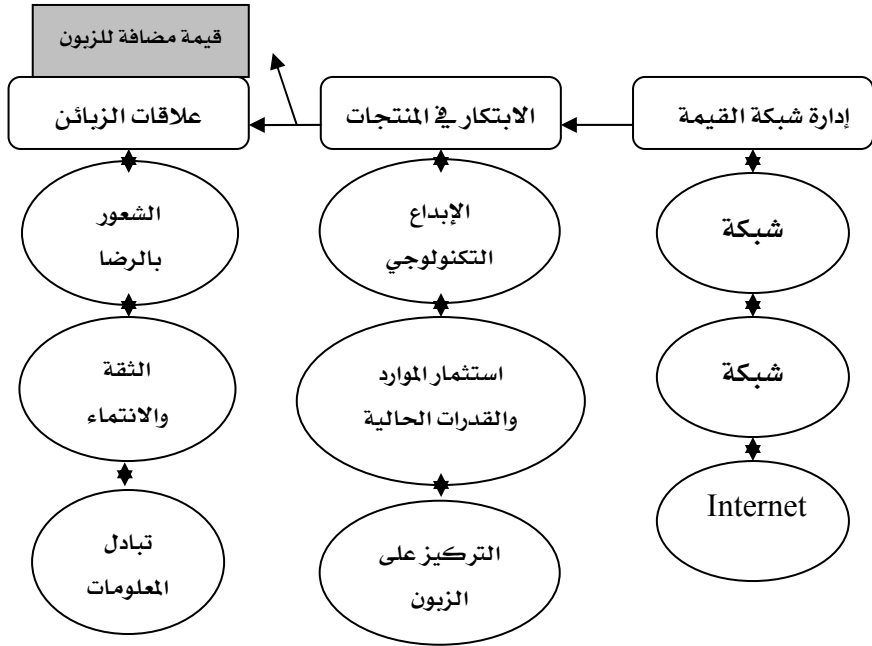 قيمة مضافة للزبون
إدارة شبكة القيمة
الابتكار في المنتجات
علاقات الزبائن
شبكة
شبكة
Internet
الإبداع
التكنولوجي
استثمار الموارد
والقدرات الحالية
التركيز على
الزبون
الشعور
بالرضا
الثقة
والانتماء
تبادل
المعلومات